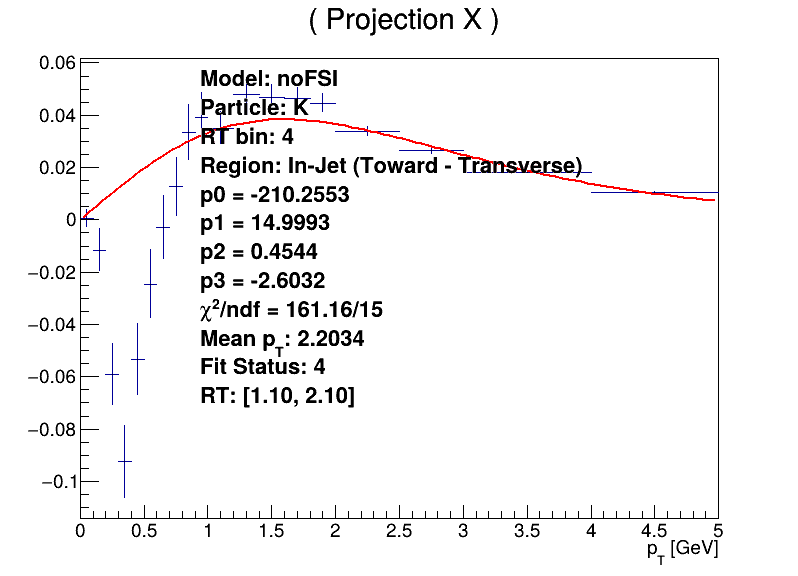 ( Projection X )
0.06
0.04
0.02
0
−0.02
−0.04
−0.06
−0.08
−0.1
Model: noFSI
Particle: K
RT bin: 4
Region: In-Jet (Toward - Transverse)
p0 = -210.2553
p1 = 14.9993
p2 = 0.4544
p3 = -2.6032
χ²/ndf = 161.16/15
Mean p_T: 2.2034
Fit Status: 4
RT: [1.10, 2.10]
0 0.5 1 1.5 2 2.5 3 3.5 4 4.5 5
p_T [GeV]